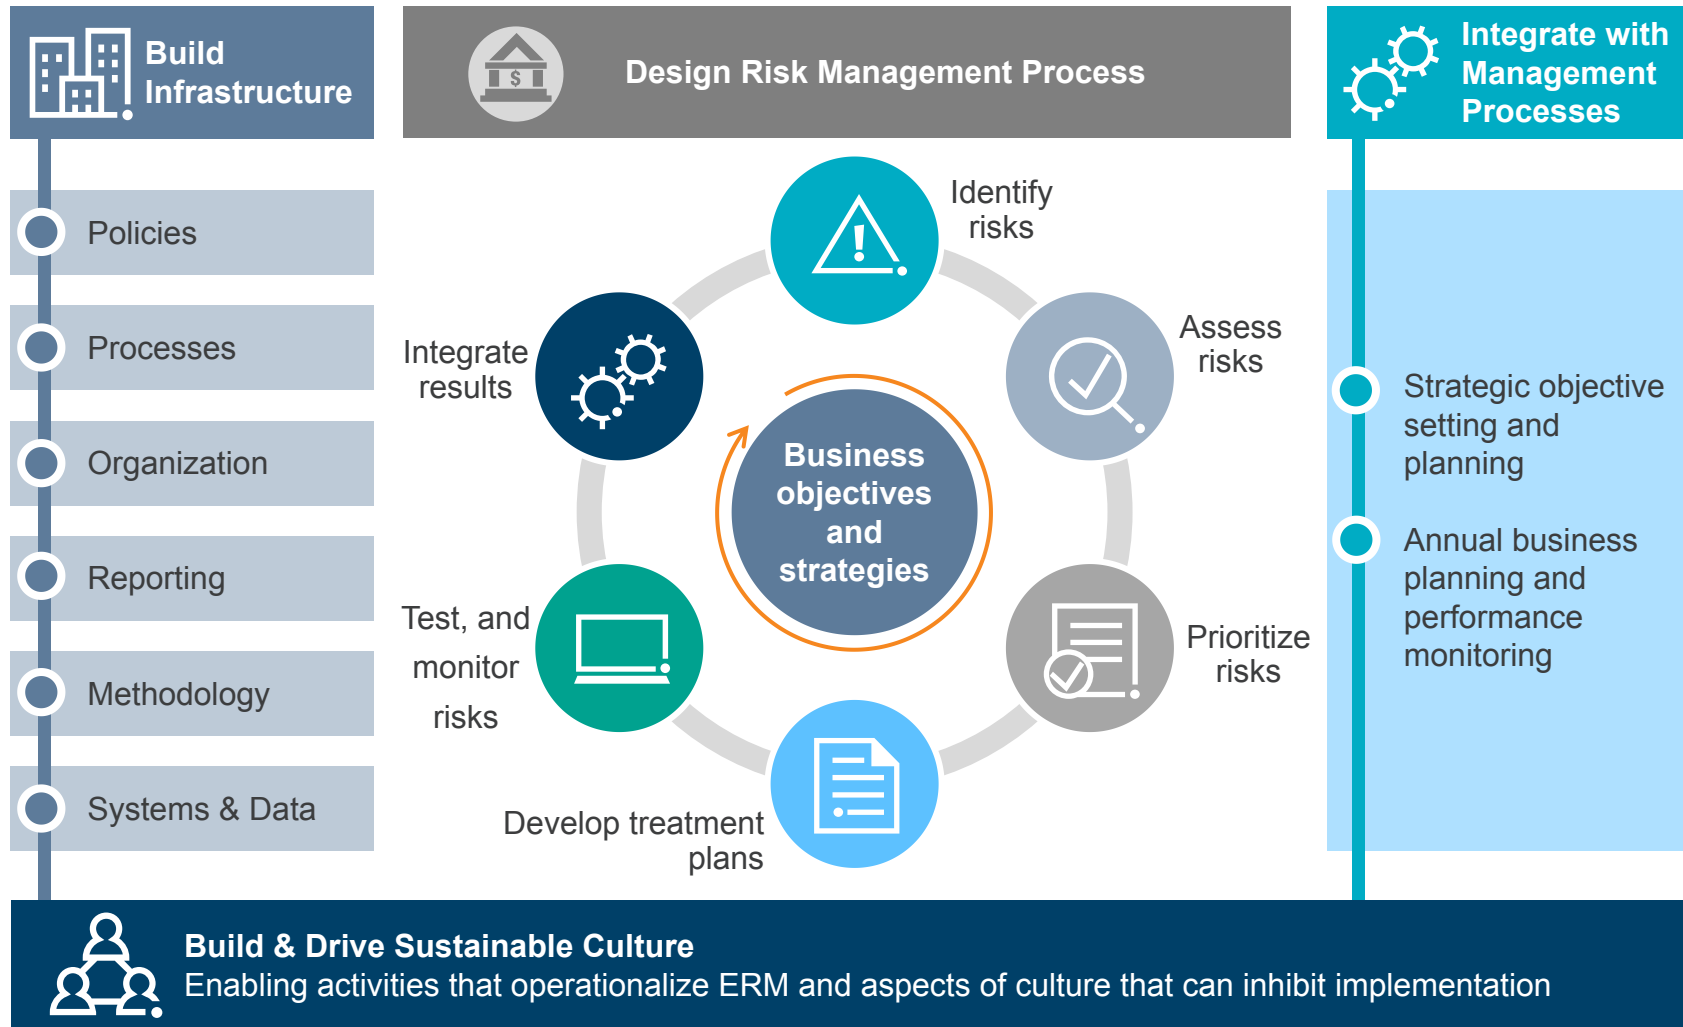 Build
Infrastructure
Design Risk Management Process
$
Integrate with
Management
Processes
Policies
Processes
Organization
Reporting
Methodology
Systems & Data
Identify
risks
Assess
risks
Prioritize
risks
Develop treatment
plans
Test, and
monitor
risks
Integrate
results
Business
objectives
and
strategies
Strategic objective
setting and
planning
Annual business
planning and
performance
monitoring
Build & Drive Sustainable Culture
Enabling activities that operationalize ERM and aspects of culture that can inhibit implementation